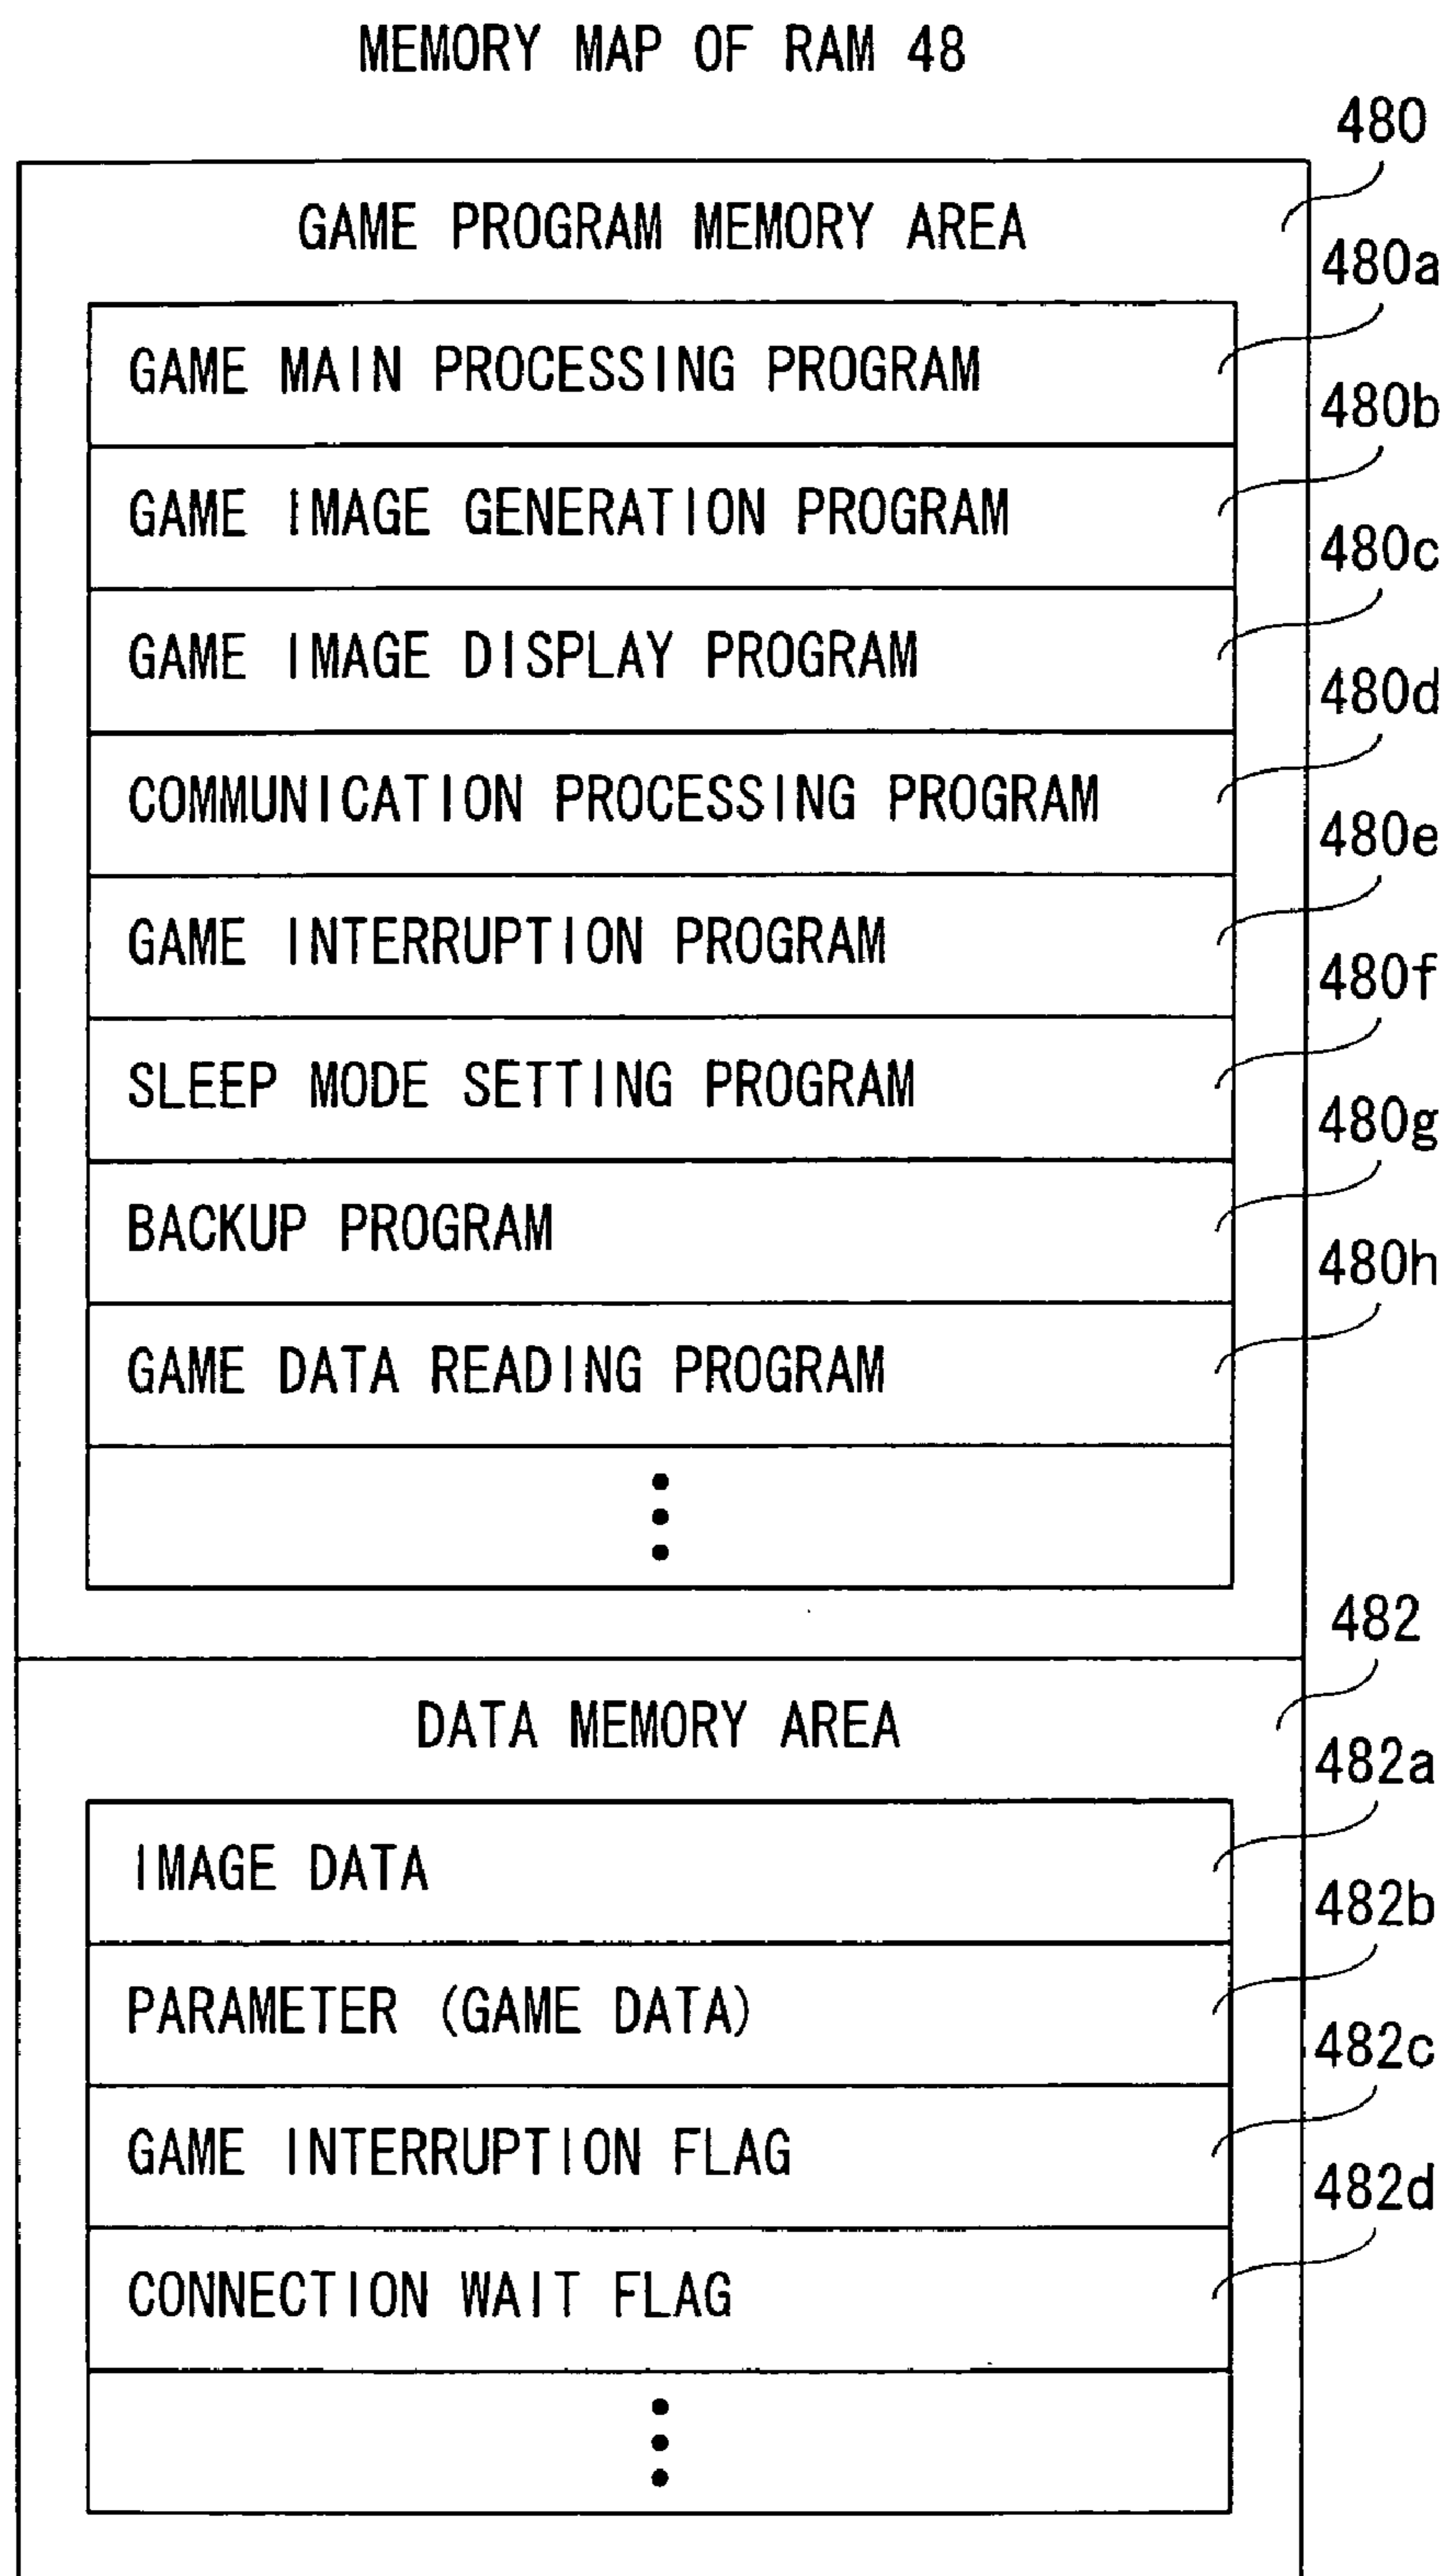 MEMORY MAP OF RAM 48
480
GAME PROGRAM MEMORY AREA
480a
GAME MAIN PROCESSING PROGRAM
480b
GAME IMAGE GENERATION PROGRAM
480c
GAME IMAGE DISPLAY PROGRAM
480d
COMMUNICATION PROCESSING PROGRAM
480e
GAME INTERRUPTION PROGRAM
480f
SLEEP MODE SETTING PROGRAM
480g
BACKUP PROGRAM
480h
GAME DATA READING PROGRAM
482
DATA MEMORY AREA
482a
IMAGE DATA
482b
PARAMETER (GAME DATA)
482c
GAME INTERRUPTION FLAG
482d
CONNECTION WAIT FLAG